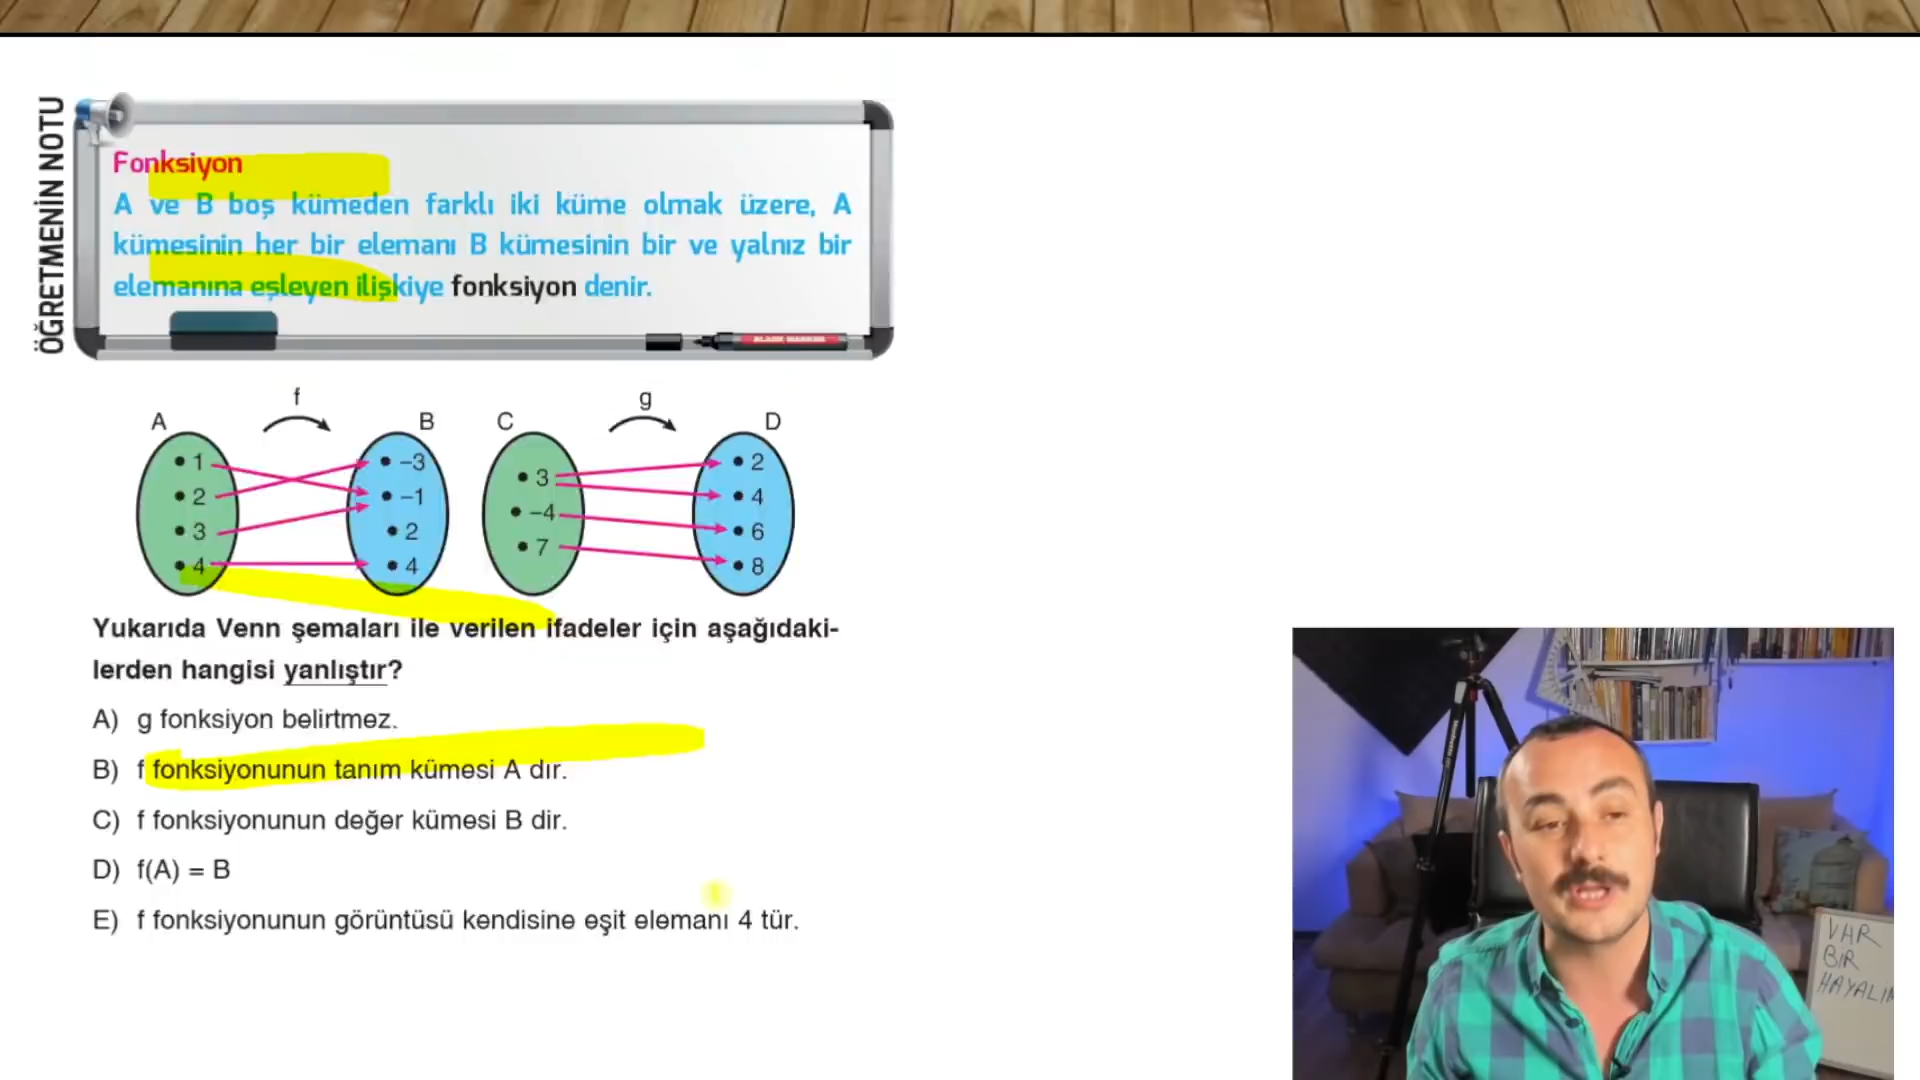 ÖĞRETMENİN NOTU
Fonksiyon
A ve B boş kümeden farklı iki küme olmak üzere, A
kümesinin her bir elemanı B kümesinin bir ve yalnız bir
elemanına eşleyen ilişkiye fonksiyon denir.
BLACK MARKER
f
g
A
B
C
D
1
2
3
4
–3
–1
2
4
3
–4
7
2
4
6
8
Yukarıda Venn şemaları ile verilen ifadeler için aşağıdaki-
lerden hangisi yanlıştır?
A) g fonksiyon belirtmez.
B) f fonksiyonunun tanım kümesi A dır.
C) f fonksiyonunun değer kümesi B dir.
D) f(A) = B
E) f fonksiyonunun görüntüsü kendisine eşit elemanı 4 tür.
VAR
BİR